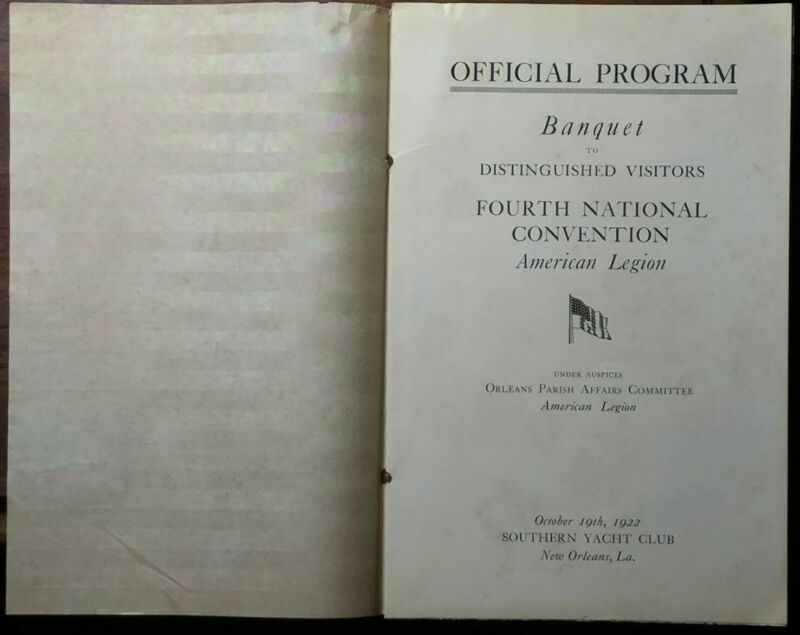 OFFICIAL PROGRAM
Banquet
TO
DISTINGUISHED VISITORS
FOURTH NATIONAL
CONVENTION
American Legion
UNDER AUSPICES
ORLEANS PARISH AFFAIRS COMMITTEE
American Legion
October 19th, 1922
SOUTHERN YACHT CLUB
New Orleans, La.